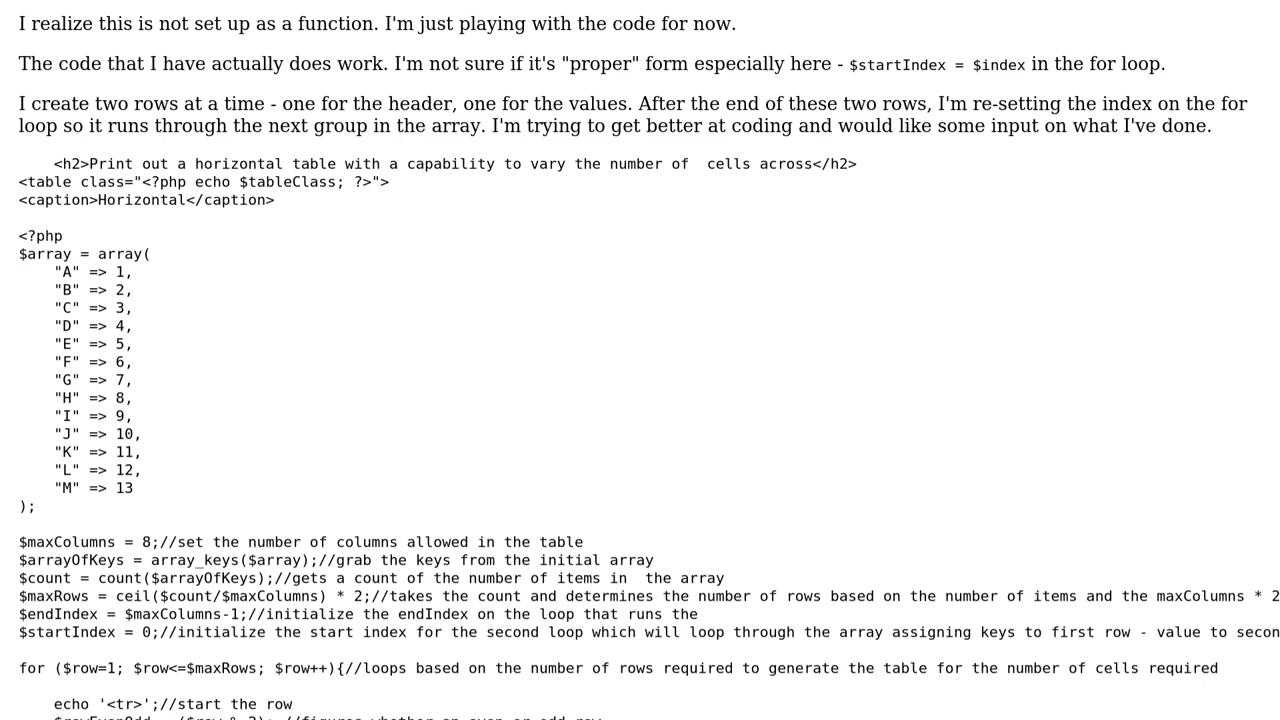 I realize this is not set up as a function. I'm just playing with the code for now.
The code that I have actually does work. I'm not sure if it's "proper" form especially here - $startIndex = $index in the for loop.
I create two rows at a time - one for the header, one for the values. After the end of these two rows, I'm re-setting the index on the for
loop so it runs through the next group in the array. I'm trying to get better at coding and would like some input on what I've done.
    <h2>Print out a horizontal table with a capability to vary the number of  cells across</h2>
<table class="<?php echo $tableClass; ?>">
<caption>Horizontal</caption>

<?php
$array = array(
    "A" => 1,
    "B" => 2,
    "C" => 3,
    "D" => 4,
    "E" => 5,
    "F" => 6,
    "G" => 7,
    "H" => 8,
    "I" => 9,
    "J" => 10,
    "K" => 11,
    "L" => 12,
    "M" => 13
);

$maxColumns = 8;//set the number of columns allowed in the table
$arrayOfKeys = array_keys($array);//grab the keys from the initial array
$count = count($arrayOfKeys);//gets a count of the number of items in  the array
$maxRows = ceil($count/$maxColumns) * 2;//takes the count and determines the number of rows based on the number of items and the maxColumns * 2
$endIndex = $maxColumns-1;//initialize the endIndex on the loop that runs the
$startIndex = 0;//initialize the start index for the second loop which will loop through the array assigning keys to first row - value to secon

for ($row=1; $row<=$maxRows; $row++){//loops based on the number of rows required to generate the table for the number of cells required

    echo '<tr>';//start the row